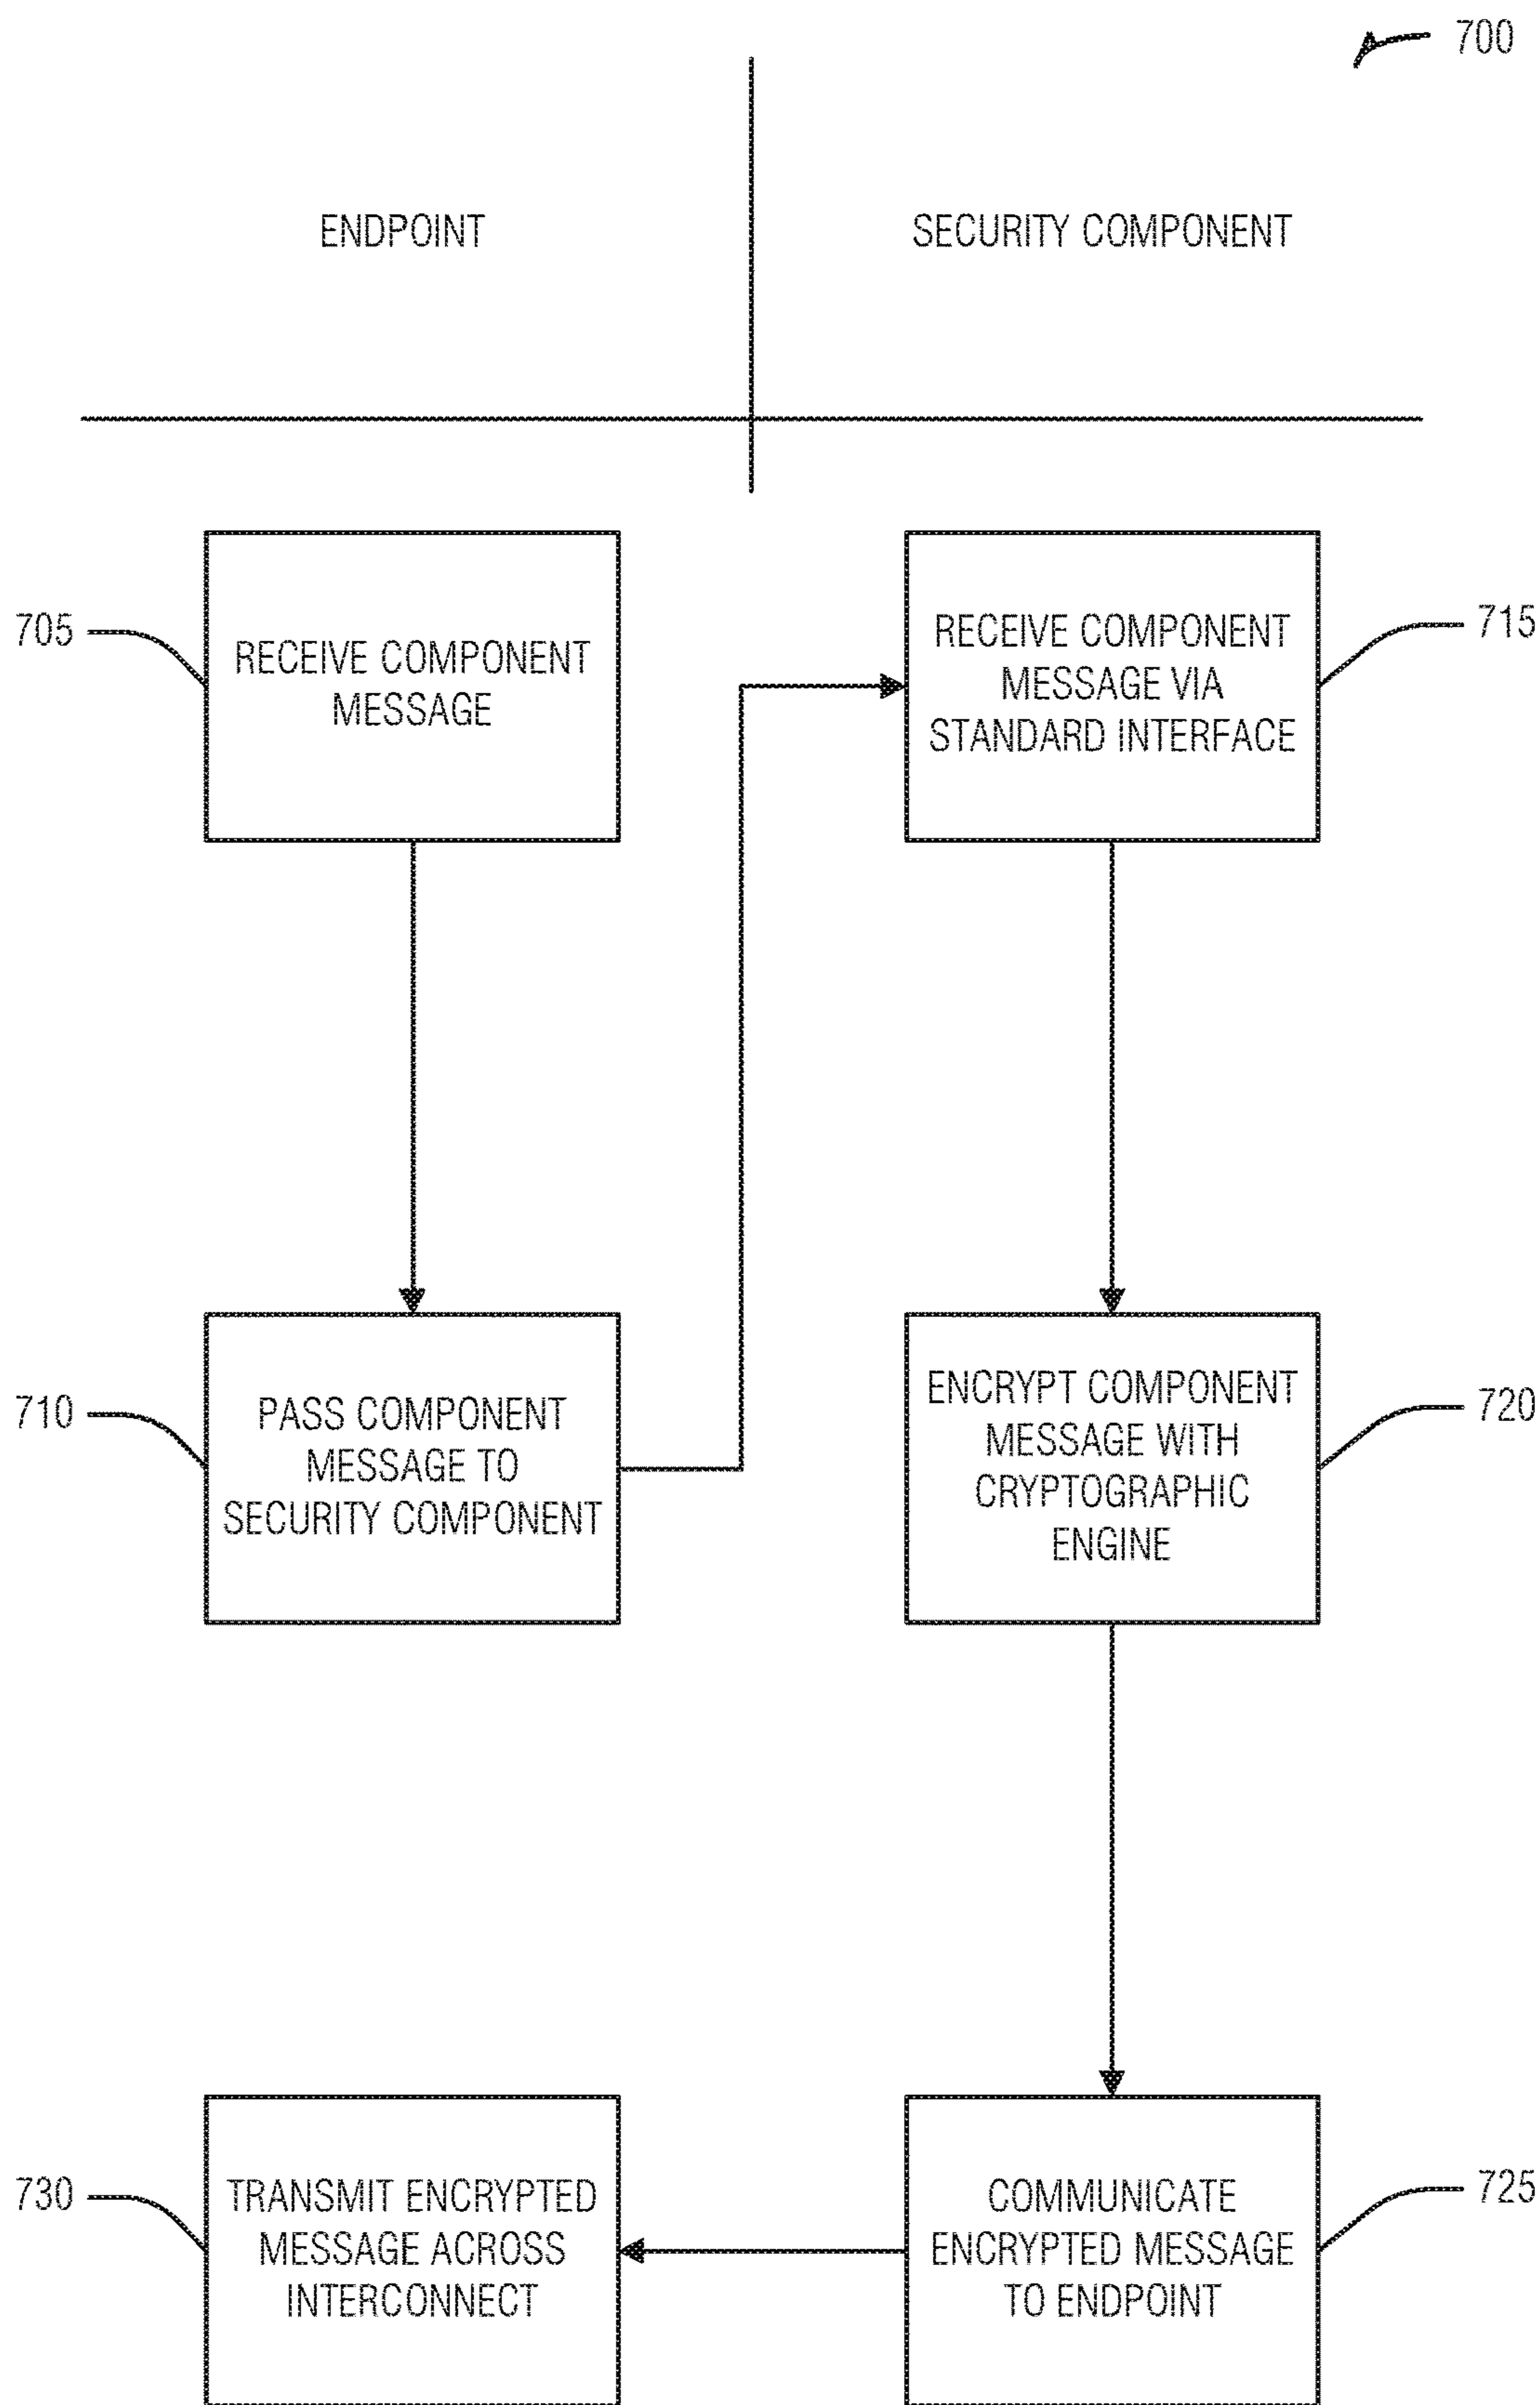 700
ENDPOINT
SECURITY COMPONENT
705
RECEIVE COMPONENT
MESSAGE
RECEIVE COMPONENT
MESSAGE VIA
STANDARD INTERFACE
715
710
PASS COMPONENT
MESSAGE TO
SECURITY COMPONENT
ENCRYPT COMPONENT
MESSAGE WITH
CRYPTOGRAPHIC
ENGINE
720
730
TRANSMIT ENCRYPTED
MESSAGE ACROSS
INTERCONNECT
COMMUNICATE
ENCRYPTED MESSAGE
TO ENDPOINT
725